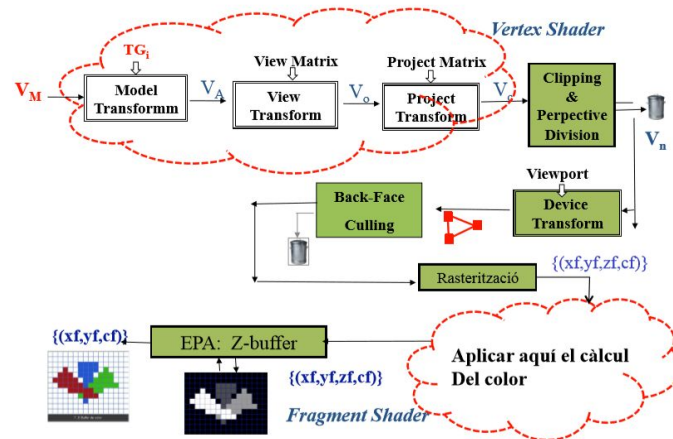 Vertex Shader
TGi
View Matrix
Project Matrix
VM
Model
Transformm
VA
View
Transform
Vo
Project
Transform
Vc
Clipping
&
Perpective
Division
Vn
Viewport
Device
Transform
Back-Face
Culling
Rasterització
{(xf,yf,zf,cf)}
Aplicar aquí el càlcul
Del color
EPA: Z-buffer
{(xf,yf,cf)}
{(xf,yf,zf,cf)}
Fragment Shader